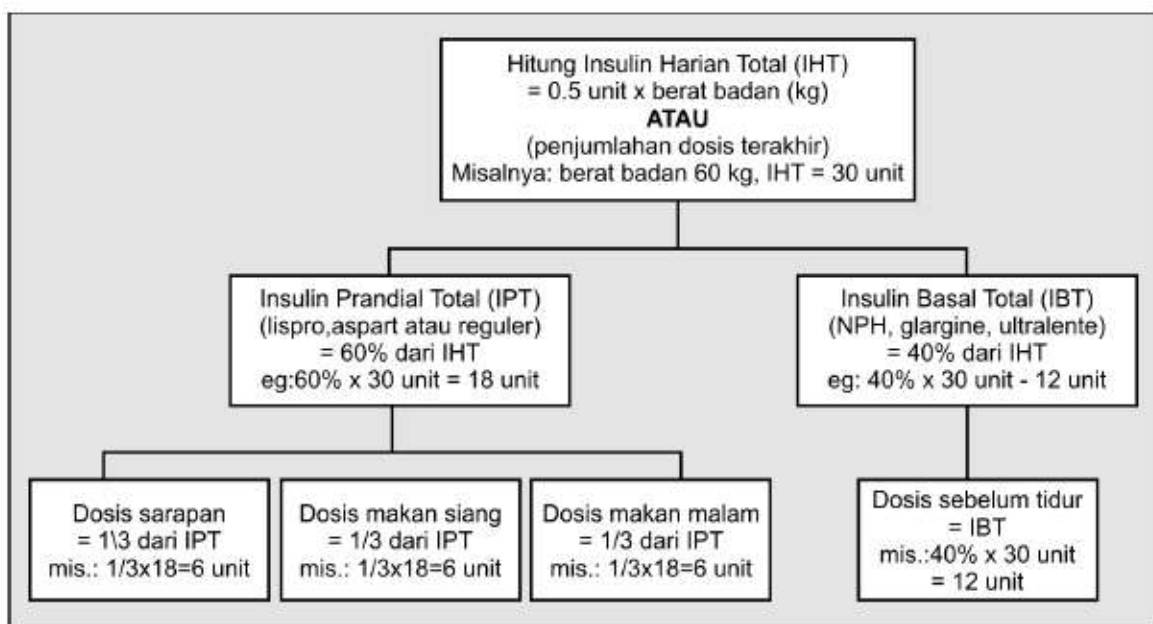 Hitung Insulin Harian Total (IHT)
= 0.5 unit x berat badan (kg)
ATAU
(penjumlahan dosis terakhir)
Misalnya: berat badan 60 kg, IHT = 30 unit
Insulin Prandial Total (IPT)
(lispro,aspart atau reguler)
= 60% dari IHT
eg:60% x 30 unit = 18 unit
Insulin Basal Total (IBT)
(NPH, glargine, ultralente)
= 40% dari IHT
eg: 40% x 30 unit - 12 unit
Dosis sarapan
= 1\3 dari IPT
mis.: 1/3x18=6 unit
Dosis makan siang
= 1/3 dari IPT
mis.: 1/3x18=6 unit
Dosis makan malam
= 1/3 dari IPT
mis.: 1/3x18=6 unit
Dosis sebelum tidur
= IBT
mis.:40% x 30 unit
= 12 unit